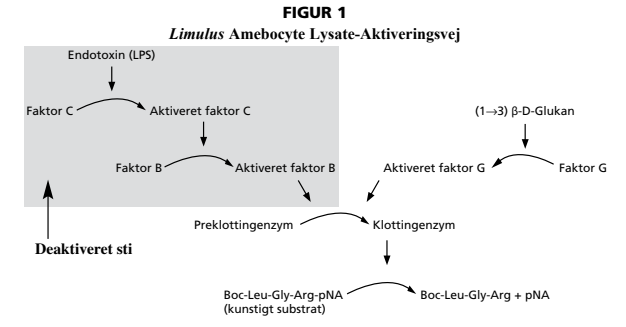 FIGUR 1
Limulus Amebocyte Lysate-Aktiveringsvej
Endotoxin (LPS)
Faktor C
Aktiveret faktor C
(1→3) β-D-Glukan
Faktor B
Aktiveret faktor B
Aktiveret faktor G
Faktor G
Preklottingenzym
Klottingenzym
Deaktiveret sti
Boc-Leu-Gly-Arg-pNA
(kunstigt substrat)
Boc-Leu-Gly-Arg + pNA